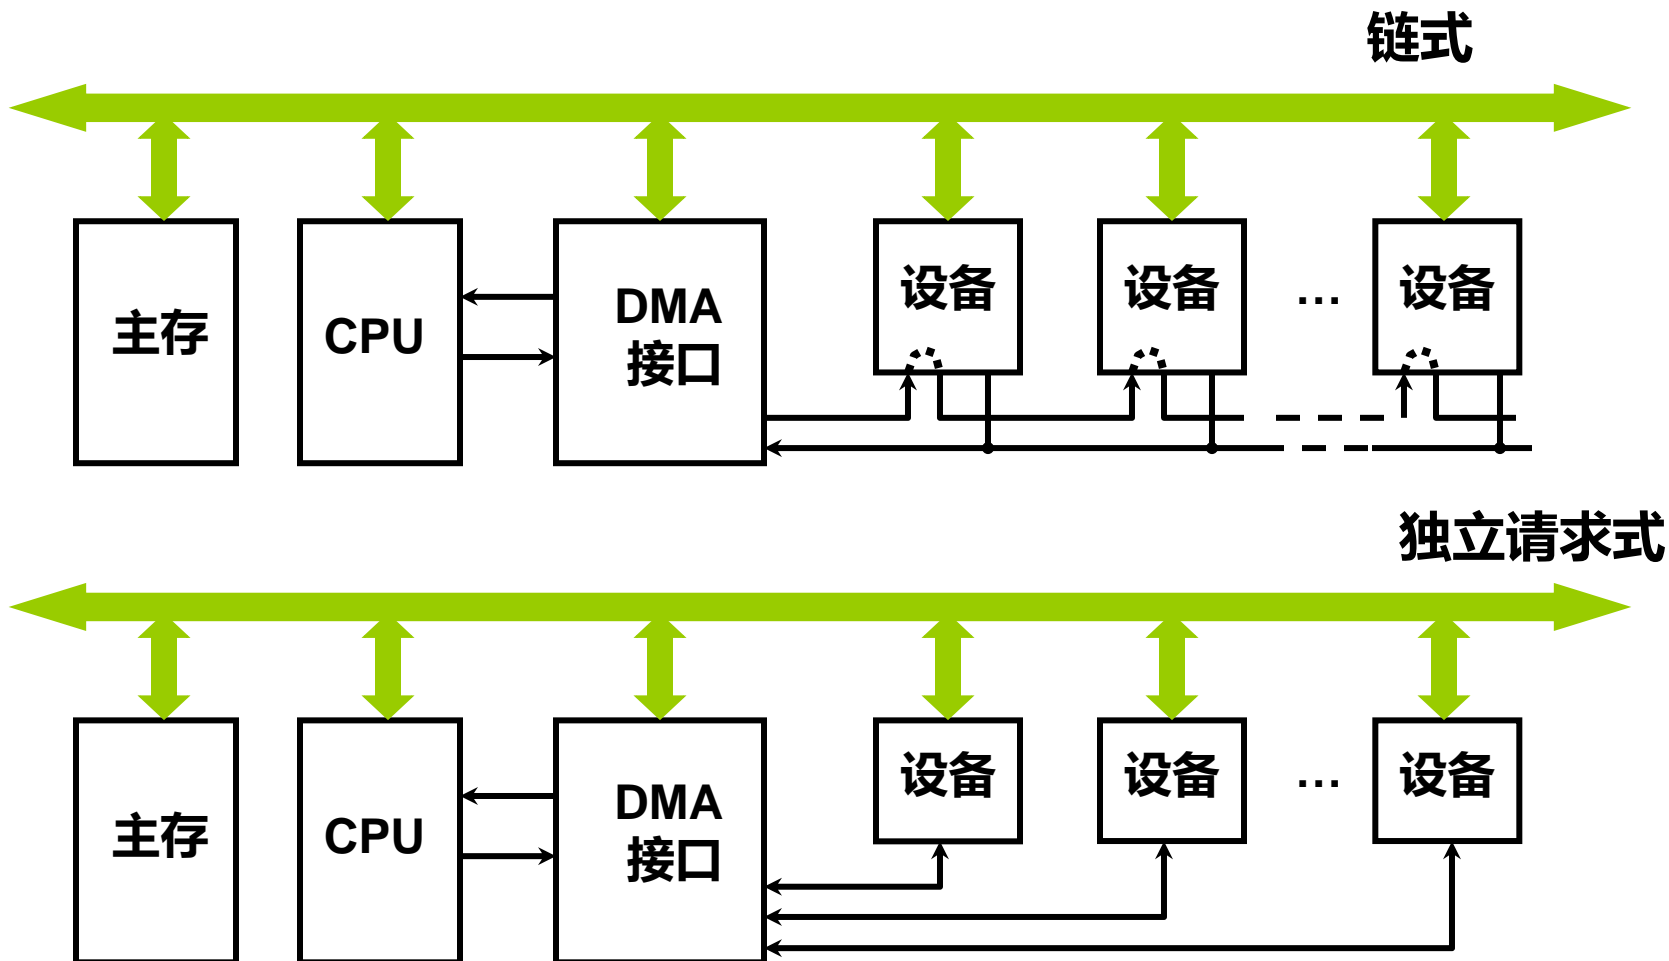 链式
主存
CPU
DMA
接口
设备
设备
…
设备
独立请求式
主存
CPU
DMA
接口
设备
设备
…
设备